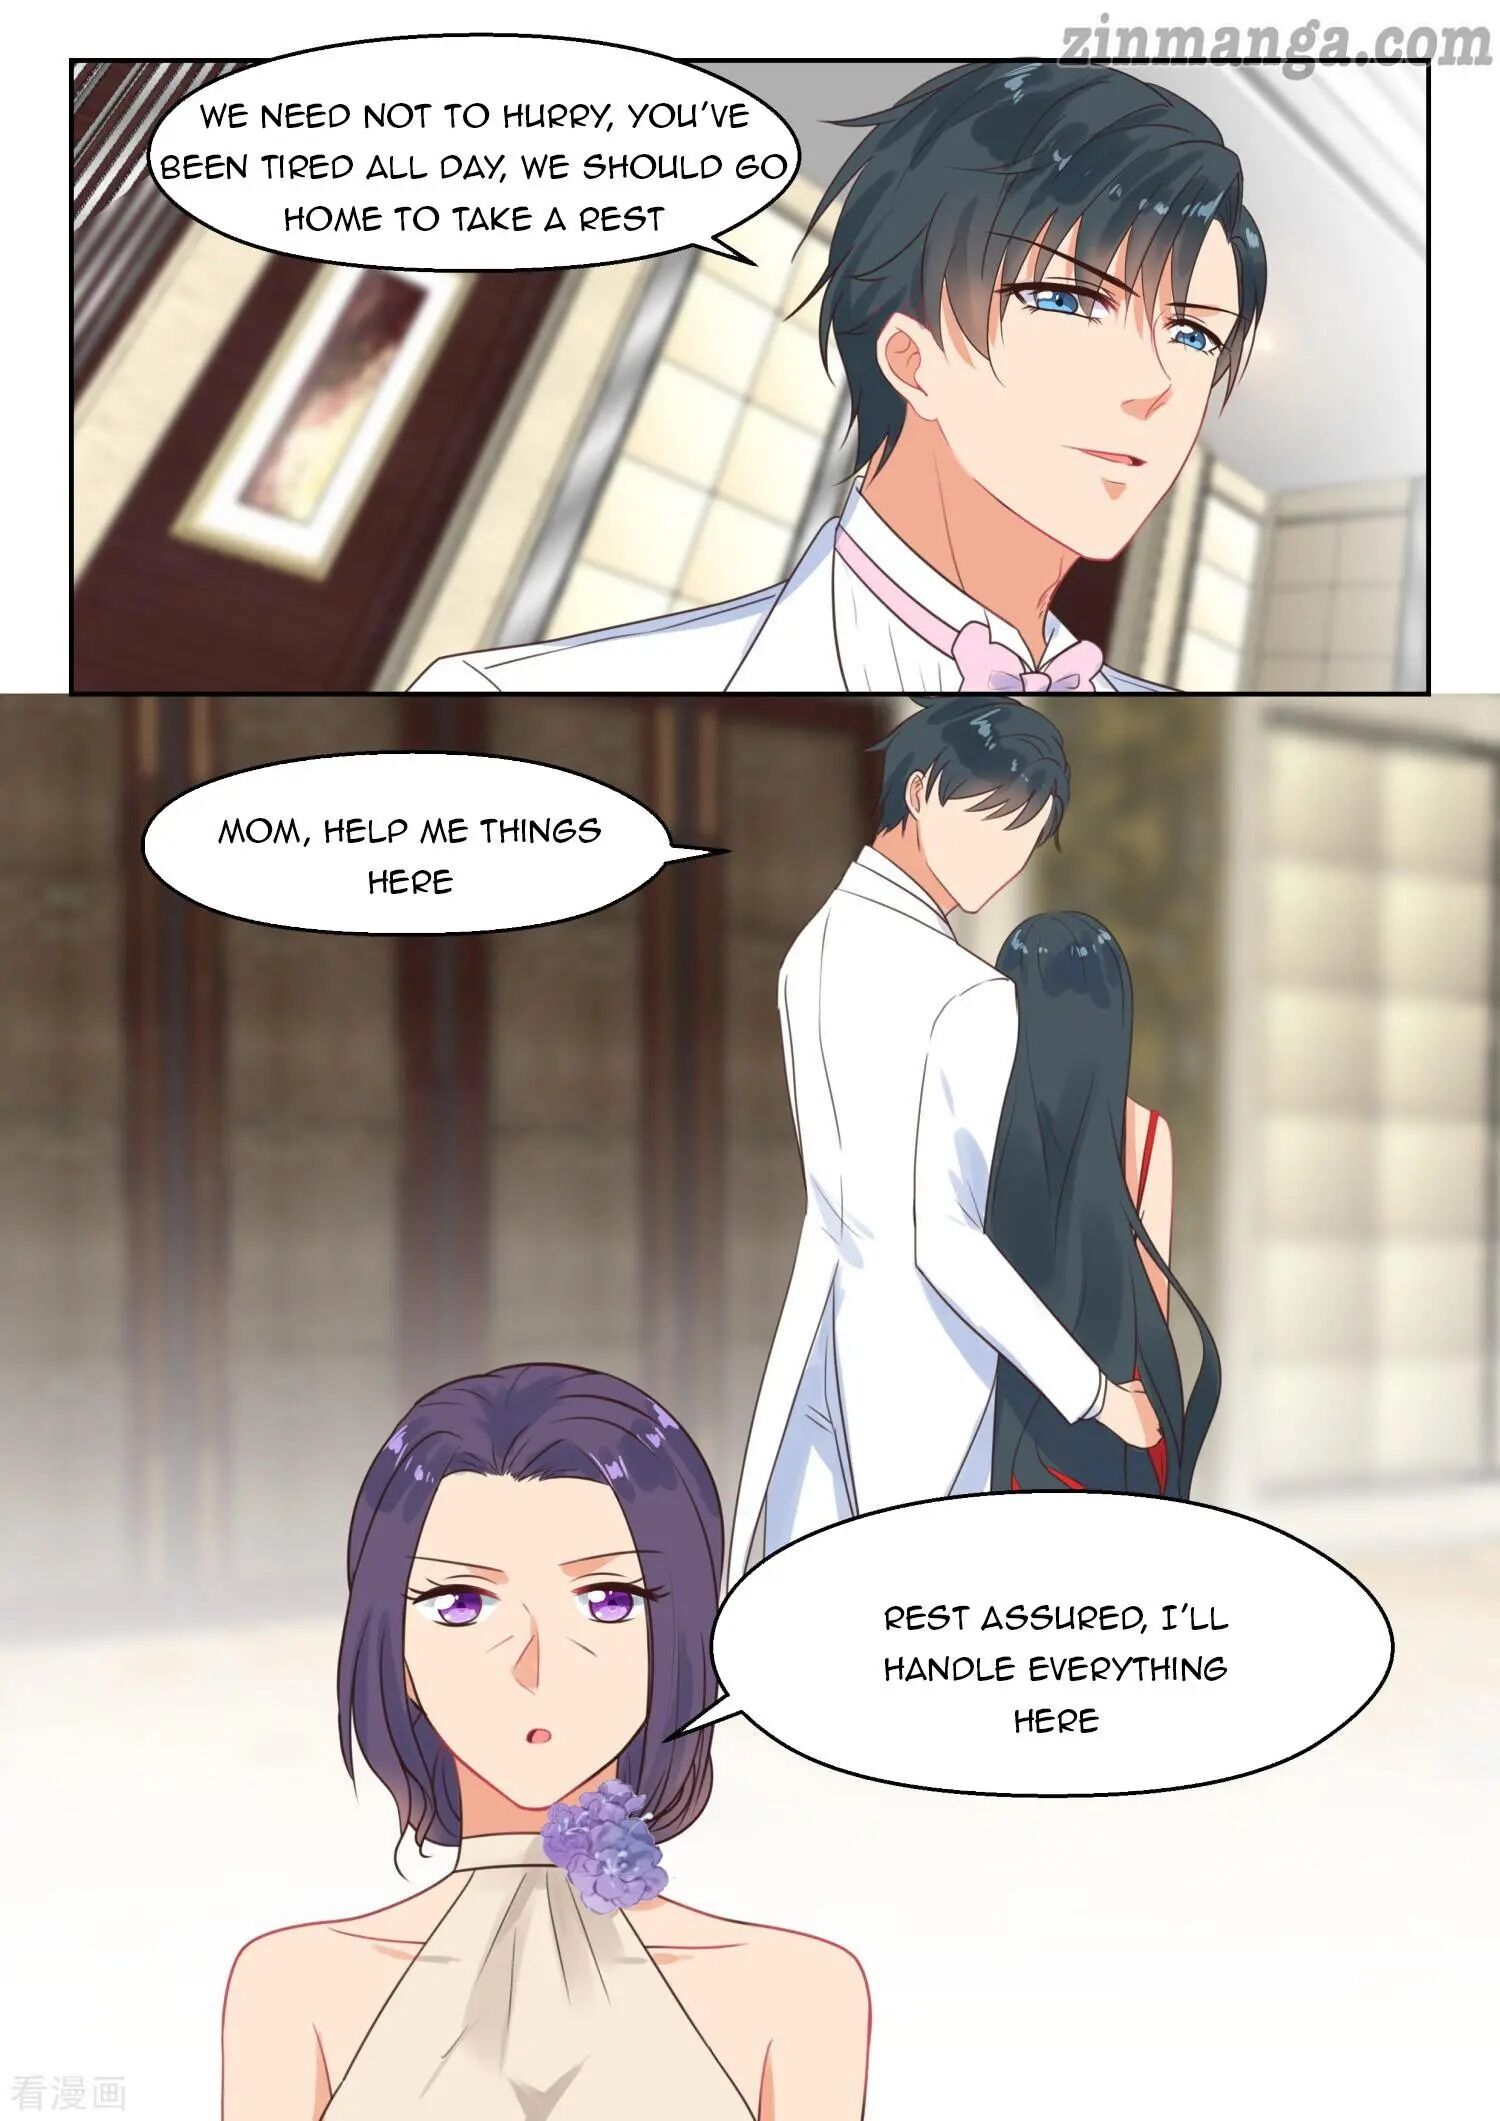 zinmanga.com
WE NEED NOT TO HURRY, YOU'VE
BEEN TIRED ALL DAY, WE SHOULD GO
HOME TO TAKE A REST
MOM, HELP ME THINGS
HERE
REST ASSURED, I'LL
HANDLE EVERYTHING
HERE
看漫画